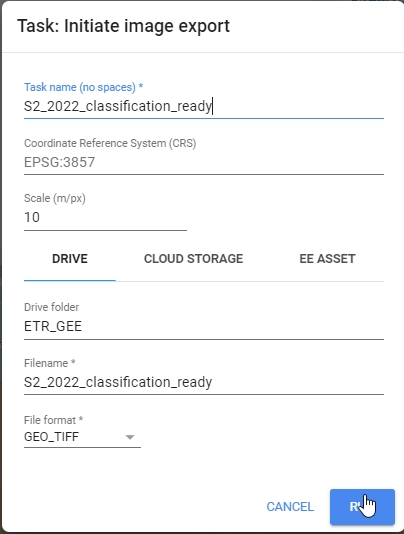 Task: Initiate image export
Task name (no spaces) *
S2_2022_classification_ready
Coordinate Reference System (CRS)
EPSG:3857
Scale (m/px)
10
DRIVE CLOUD STORAGE EE ASSET
Drive folder
ETR_GEE
Filename *
S2_2022_classification_ready
File format *
GEO_TIFF
CANCEL